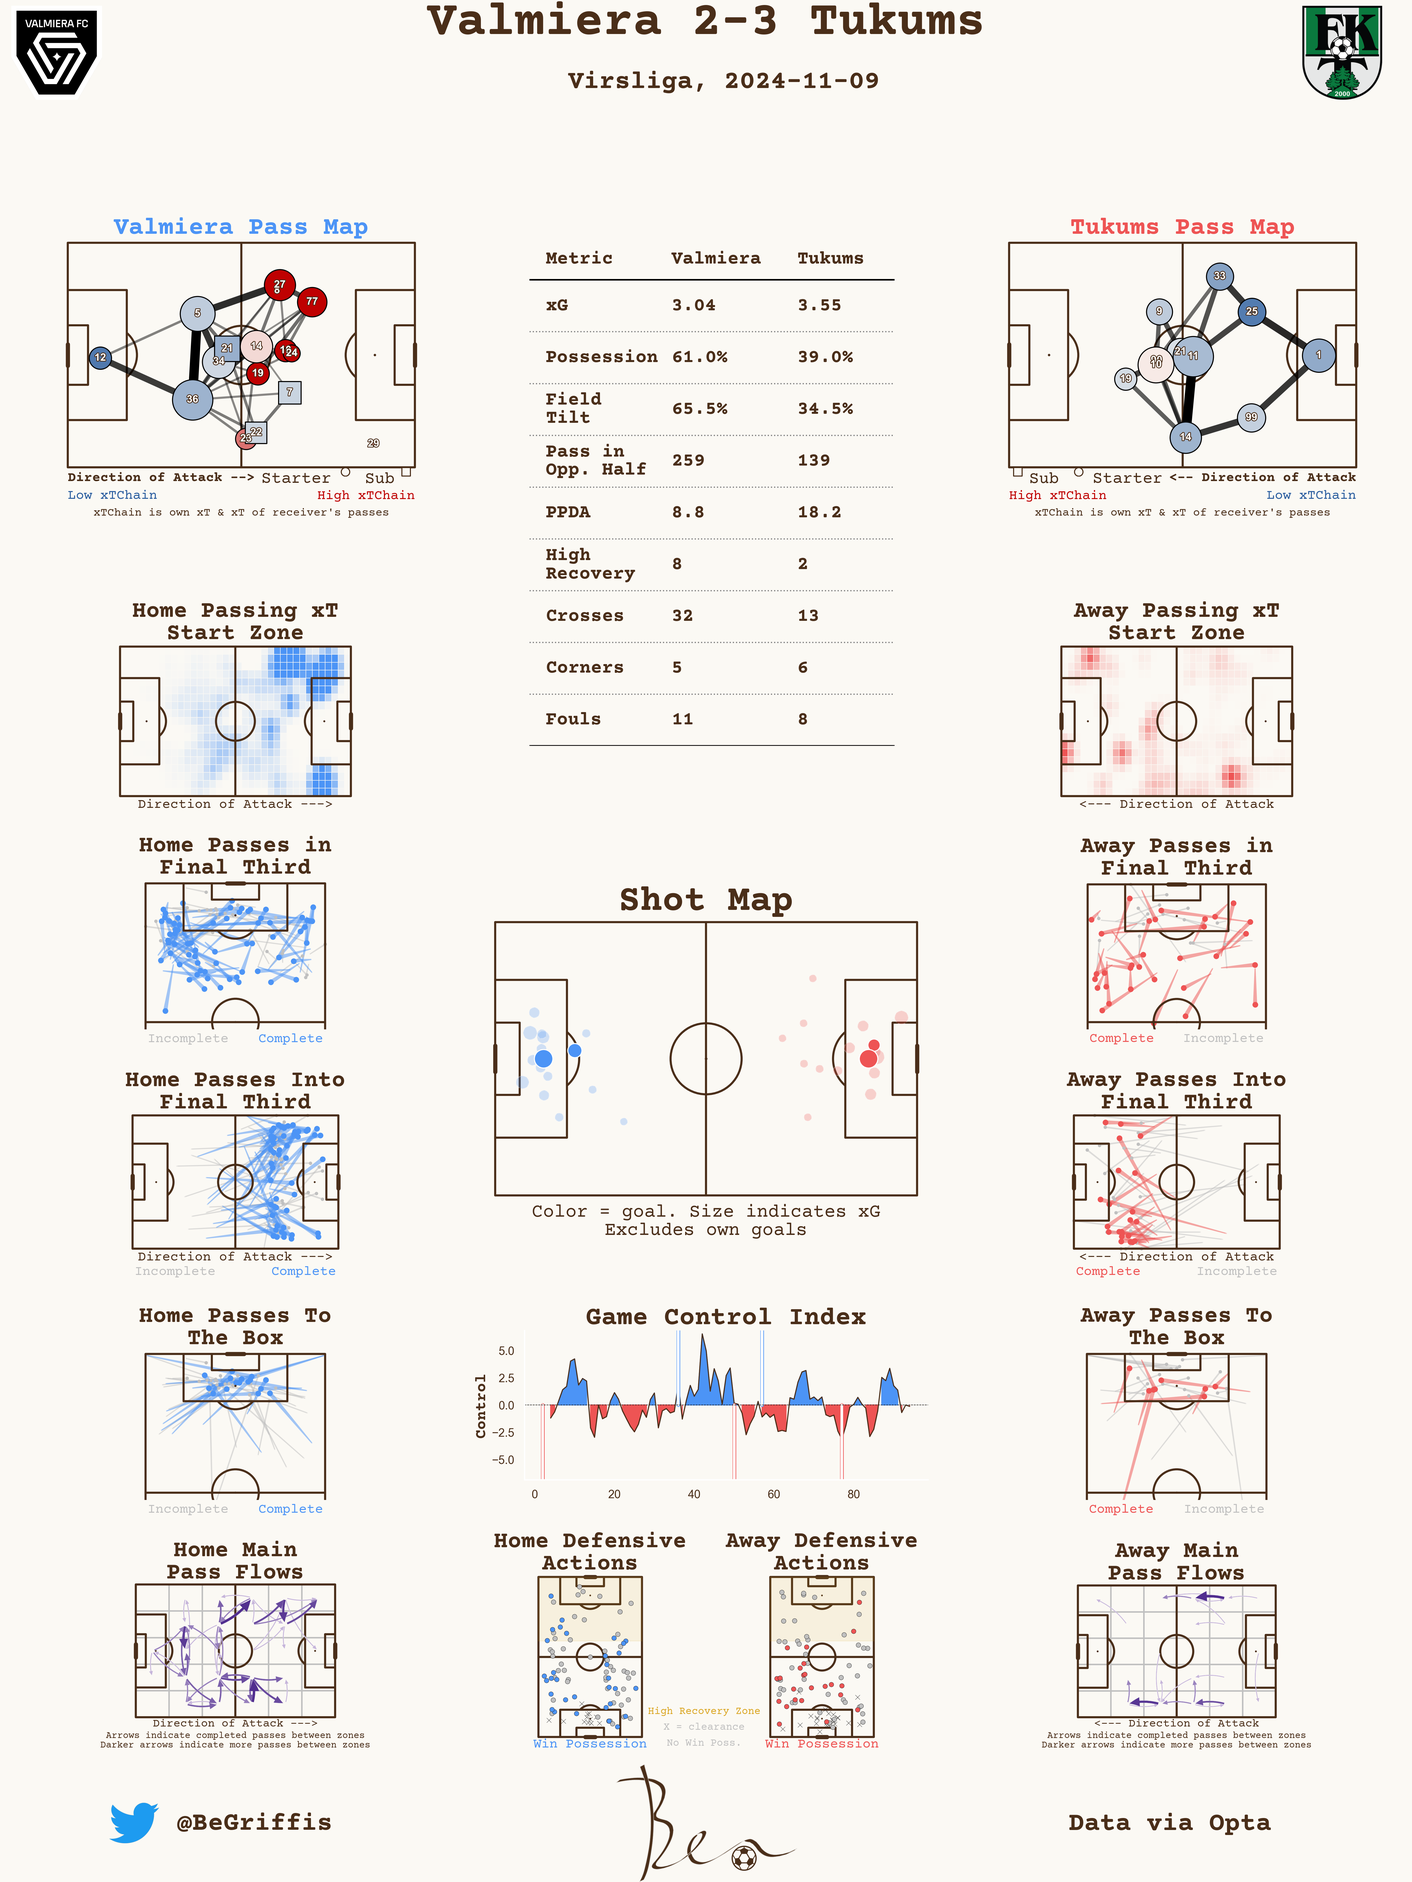 VALMIERA FC
Valmiera 2-3 Tukums
Virsliga, 2024-11-09
FK
2000
Valmiera Pass Map
27
8
77
5
21
14
16
24
34
12
19
36
7
22
23
29
Direction of Attack --> Starter Sub
Low xTChain High xTChain
xTChain is own xT & xT of receiver's passes
Metric Valmiera Tukums
xG 3.04 3.55
Possession 61.0% 39.0%
Field
Tilt 65.5% 34.5%
Pass in
Opp. Half 259 139
PPDA 8.8 18.2
High
Recovery 8 2
Crosses 32 13
Corners 5 6
Fouls 11 8
Tukums Pass Map
33
9
25
21
11
1
10
19
99
14
Sub Starter <-- Direction of Attack
High xTChain Low xTChain
xTChain is own xT & xT of receiver's passes
Home Passing xT
Start Zone
Direction of Attack --->
Away Passing xT
Start Zone
<--- Direction of Attack
Home Passes in
Final Third
Incomplete Complete
Away Passes in
Final Third
Complete Incomplete
Shot Map
Color = goal. Size indicates xG
Excludes own goals
Home Passes Into
Final Third
Direction of Attack --->
Incomplete Complete
Away Passes Into
Final Third
<--- Direction of Attack
Complete Incomplete
Home Passes To
The Box
Incomplete Complete
Game Control Index
Control
5.0
2.5
0.0
−2.5
−5.0
0 20 40 60 80
Away Passes To
The Box
Complete Incomplete
Home Main
Pass Flows
Direction of Attack --->
Arrows indicate completed passes between zones
Darker arrows indicate more passes between zones
Home Defensive
Actions
Win Possession
High Recovery Zone
X = clearance
No Win Poss.
Away Defensive
Actions
Win Possession
Away Main
Pass Flows
<--- Direction of Attack
Arrows indicate completed passes between zones
Darker arrows indicate more passes between zones
@BeGriffis
Ben
Data via Opta